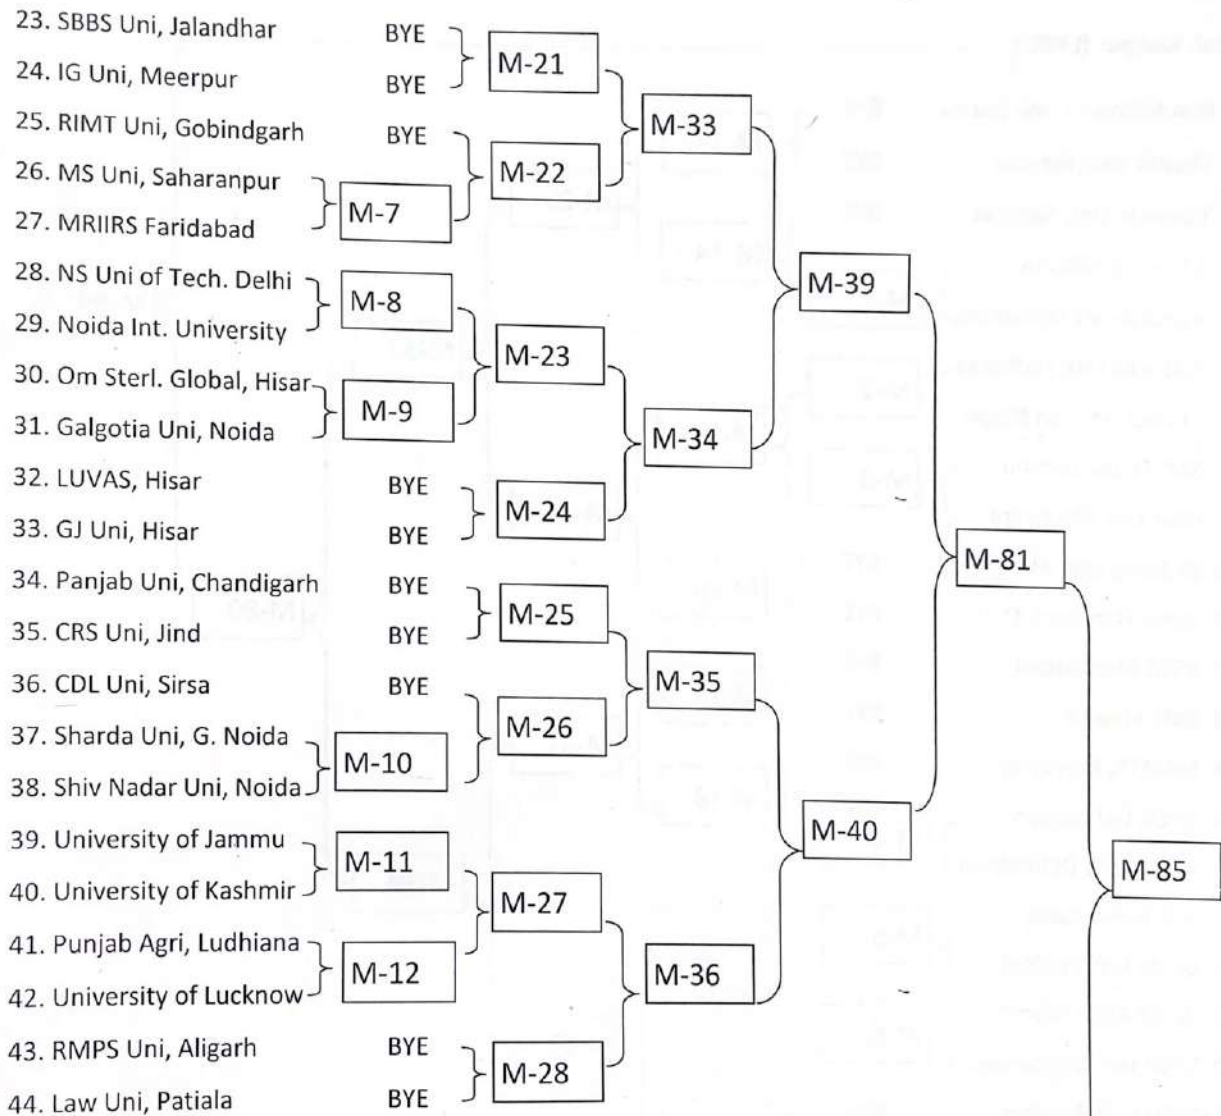 23. SBBS Uni, Jalandhar BYE
M-21
24. IG Uni, Meerpur BYE
M-33
25. RIMT Uni, Gobindgarh BYE
M-22
26. MS Uni, Saharanpur
M-7
27. MRIIRS Faridabad
28. NS Uni of Tech. Delhi
M-8
M-39
29. Noida Int. University
M-23
30. Om Sterl. Global, Hisar
M-9
31. Galgotia Uni, Noida
M-34
32. LUVAS, Hisar BYE
M-24
33. GJ Uni, Hisar BYE
M-81
34. Panjab Uni, Chandigarh BYE
M-25
35. CRS Uni, Jind BYE
M-35
36. CDL Uni, Sirsa BYE
M-26
37. Sharda Uni, G. Noida
M-10
38. Shiv Nadar Uni, Noida
M-40
39. University of Jammu
M-11
M-85
40. University of Kashmir
M-27
41. Punjab Agri, Ludhiana
M-12
M-36
42. University of Lucknow
43. RMPS Uni, Aligarh BYE
M-28
44. Law Uni, Patiala BYE